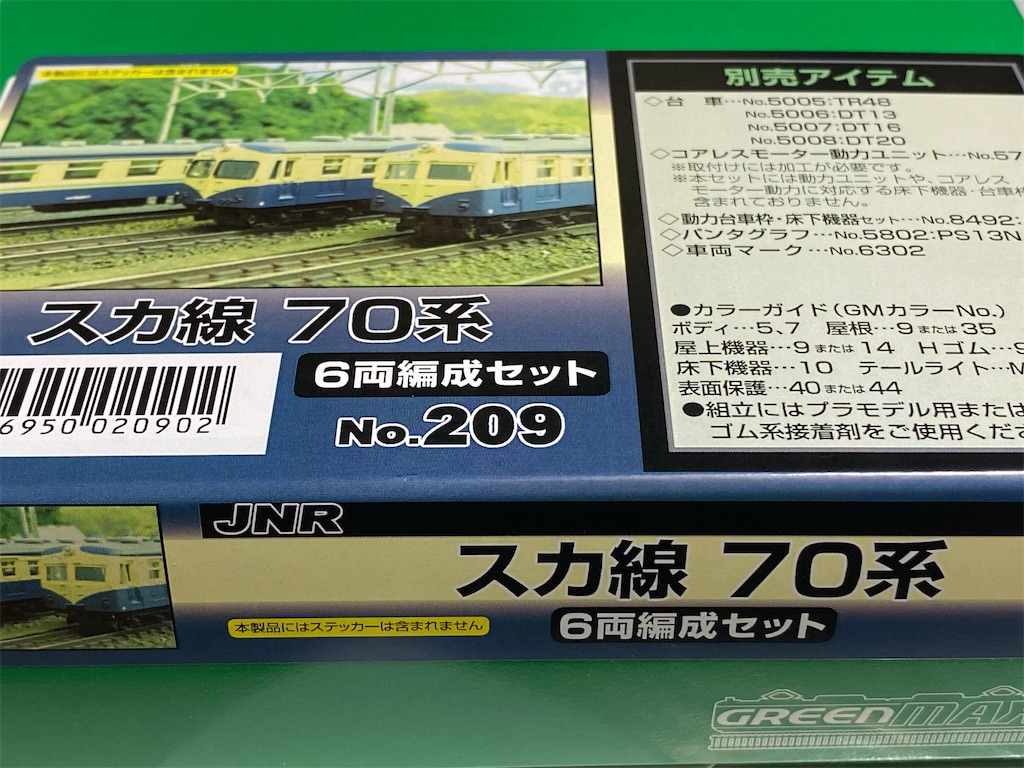 本製品にはステッカーは含まれません
スカ線 70系
6両編成セット
No.209
6950 020902
別売アイテム
◇台 車…No.5005:TR48
No.5006:DT13
No.5007:DT16
No.5008:DT20
◇コアレスモーター動力ユニット…No.57
※取付けには加工が必要です。
※本セットには動力ユニットや、コアレス
モーター動力に対応する床下機器・台車枠
含まれておりません。
◇動力台車枠・床下機器セット…No.8492:
◇パンタグラフ…No.5802:PS13N
◇車両マーク…No.6302
●カラーガイド(GMカラーNo.)
ボディ…5、7 屋根…9または35
屋上機器…9または14 Hゴム…9
床下機器…10 テールライト…M
表面保護…40または44
●組立にはプラモデル用または
ゴム系接着剤をご使用くださ
JNR
スカ線 70系
本製品にはステッカーは含まれません
6両編成セット
GREENMAX